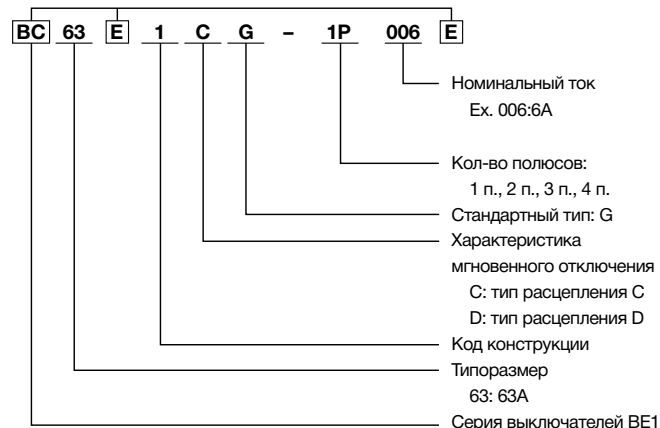 BC 63 E 1 C G – 1P 006 E
Номинальный ток
Ex. 006:6A
Кол-во полюсов:
1 п., 2 п., 3 п., 4 п.
Стандартный тип: G
Характеристика
мгновенного отключения
C: тип расцепления C
D: тип расцепления D
Код конструкции
Типоразмер
63: 63A
Серия выключателей BE1